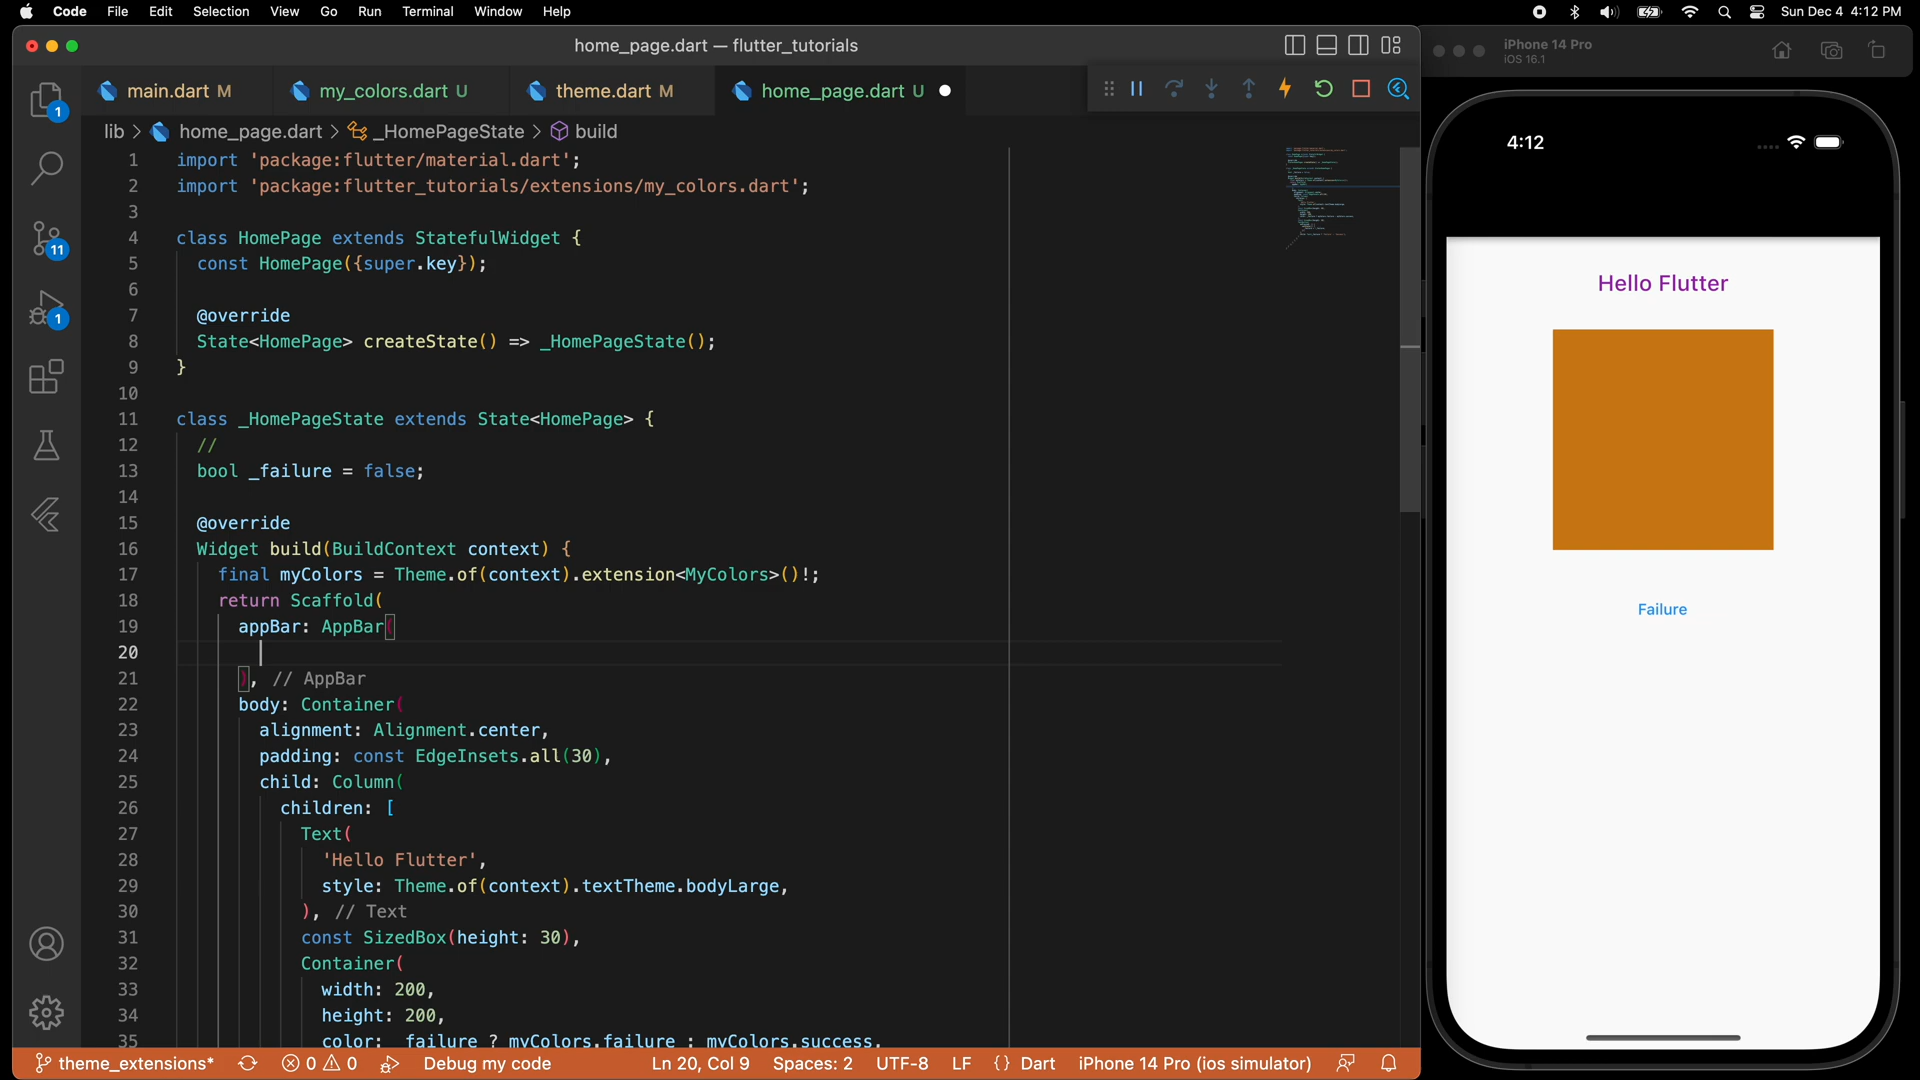 Code File Edit Selection View Go Run Terminal Window Help Sun Dec 4 4:12 PM
home_page.dart — flutter_tutorials
main.dart M my_colors.dart U theme.dart M home_page.dart U
lib > home_page.dart > _HomePageState > build
1 import 'package:flutter/material.dart';
2 import 'package:flutter_tutorials/extensions/my_colors.dart';
3
4 class HomePage extends StatefulWidget {
5 const HomePage({super.key});
6
7 @override
8 State<HomePage> createState() => _HomePageState();
9 }
10
11 class _HomePageState extends State<HomePage> {
12 //
13 bool _failure = false;
14
15 @override
16 Widget build(BuildContext context) {
17 final myColors = Theme.of(context).extension<MyColors>()!;
18 return Scaffold(
19 appBar: AppBar(
20
21 ), // AppBar
22 body: Container(
23 alignment: Alignment.center,
24 padding: const EdgeInsets.all(30),
25 child: Column(
26 children: [
27 Text(
28 'Hello Flutter',
29 style: Theme.of(context).textTheme.bodyLarge,
30 ), // Text
31 const SizedBox(height: 30),
32 Container(
33 width: 200,
34 height: 200,
35 color: _failure ? myColors.failure : myColors.success,
1
11
1
theme_extensions* 0 0 Debug my code Ln 20, Col 9 Spaces: 2 UTF-8 LF {} Dart iPhone 14 Pro (ios simulator)
iPhone 14 Pro
iOS 16.1
4:12
Hello Flutter
Failure